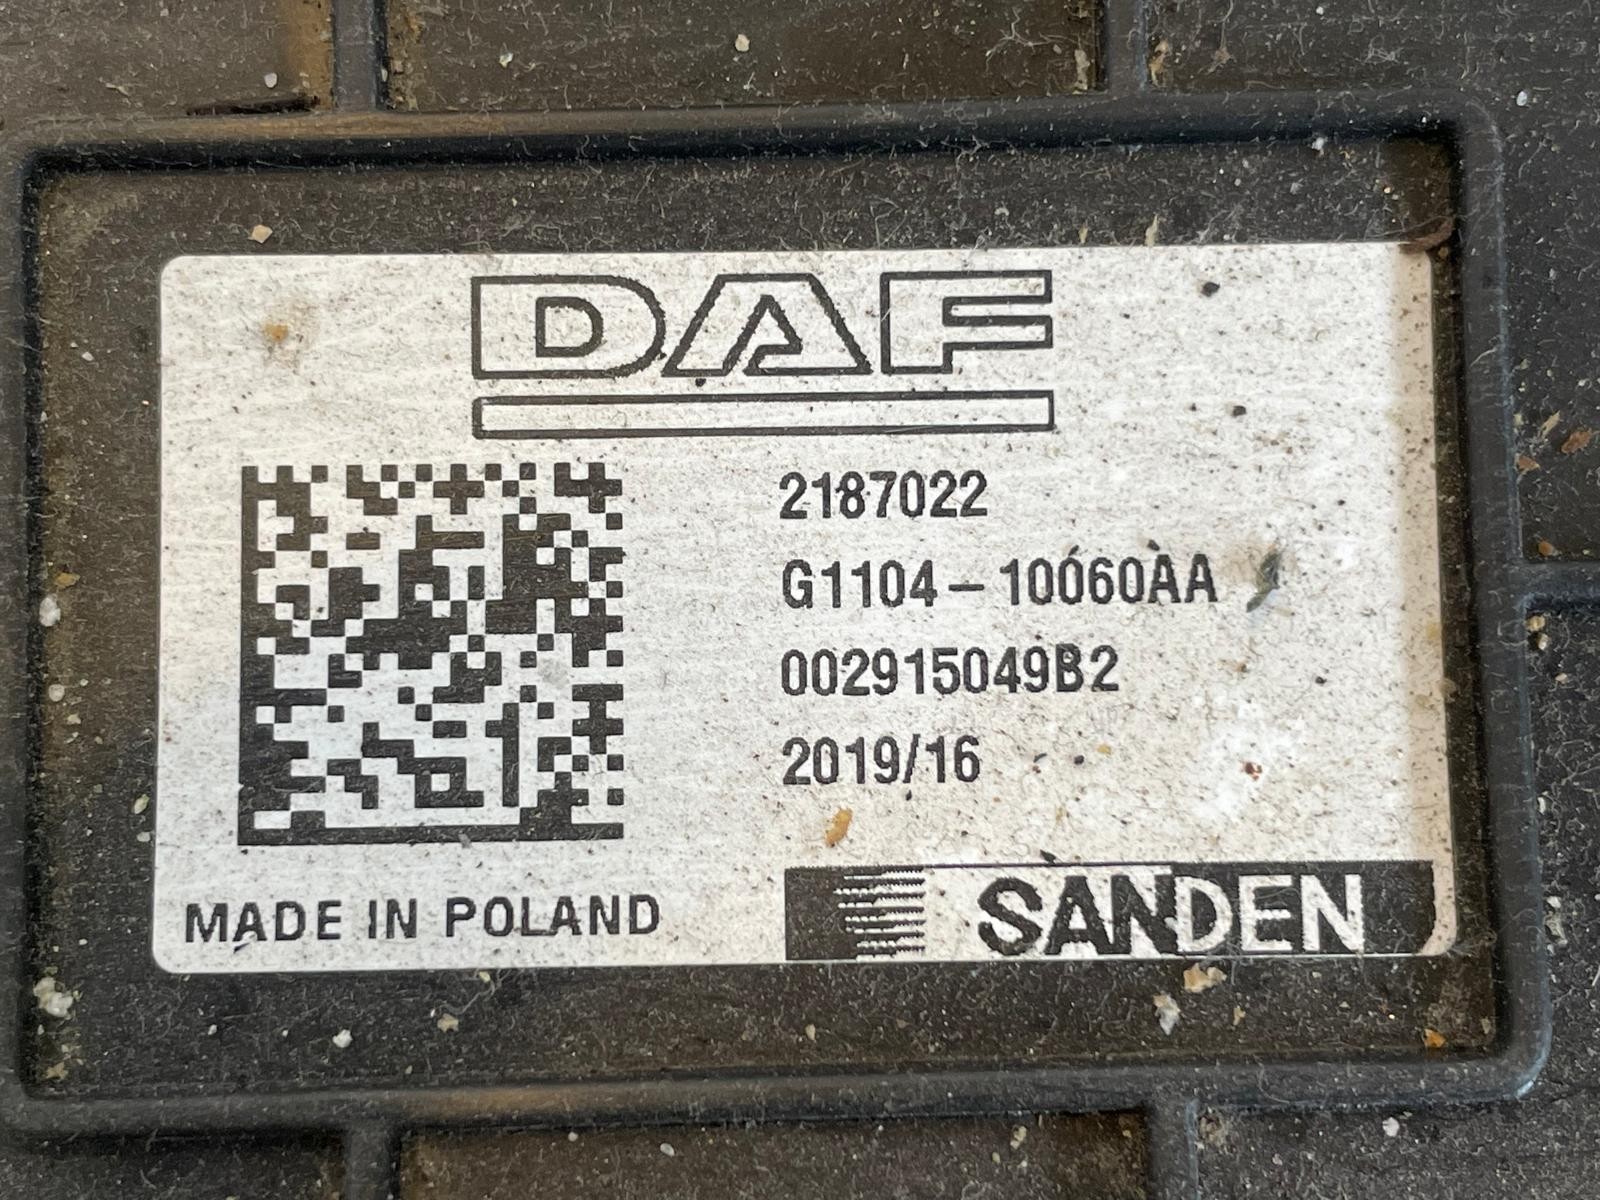 DAF
2187022
G1104-10060AA
002915049B2
2019/16
MADE IN POLAND
SANDEN